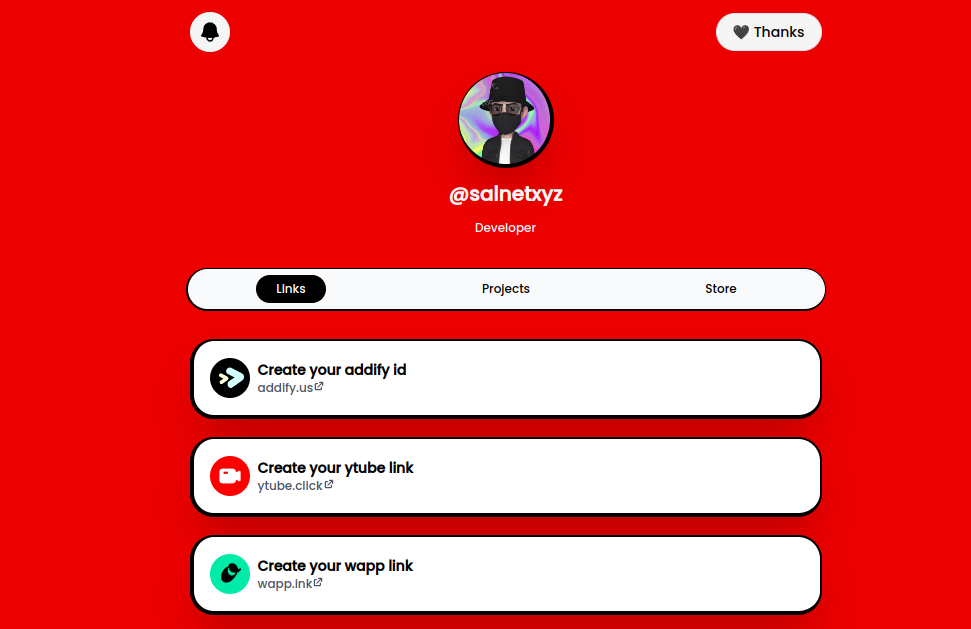 🖤 Thanks
@salnetxyz
Developer
Links
Projects
Store
Create your addify id
addify.us
Create your ytube link
ytube.click
Create your wapp link
wapp.lnk